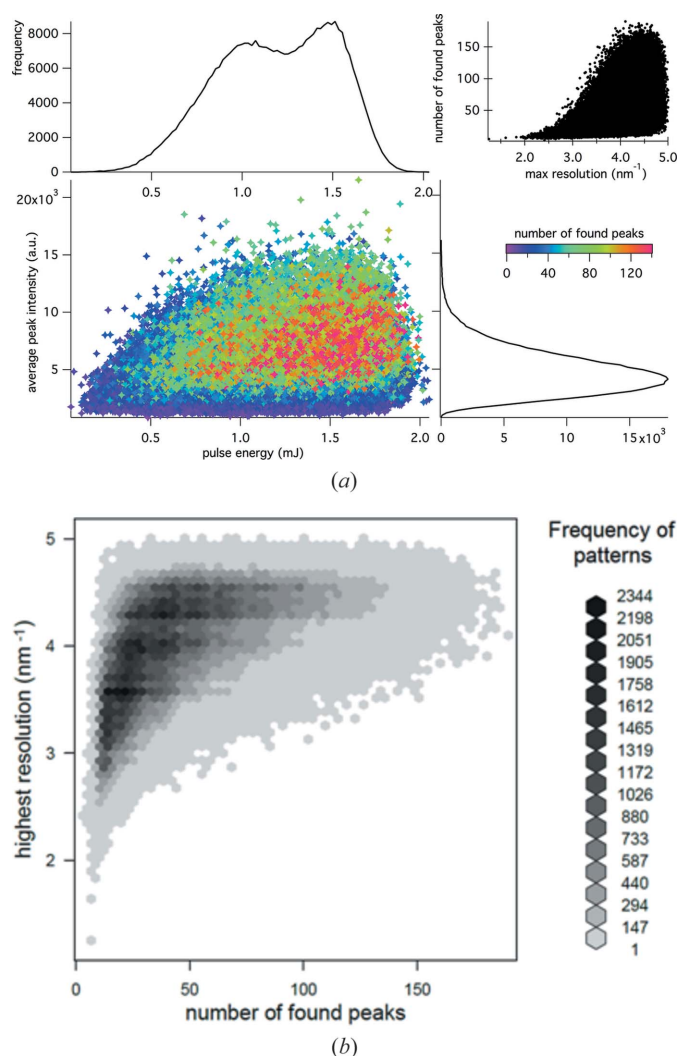 frequency
8000
6000
4000
2000
0
0.5 1.0 1.5 2.0
number of found peaks
150
100
50
2.0 3.0 4.0 5.0
max resolution (nm⁻¹)
average peak intensity (a.u.)
20x10³
15
10
5
0.5 1.0 1.5 2.0
pulse energy (mJ)
number of found peaks
0 40 80 120
0 5 10 15x10³
(a)
highest resolution (nm⁻¹)
5
4
3
2
0 50 100 150
number of found peaks
Frequency of
patterns
2344
2198
2051
1905
1758
1612
1465
1319
1172
1026
880
733
587
440
294
147
1
(b)